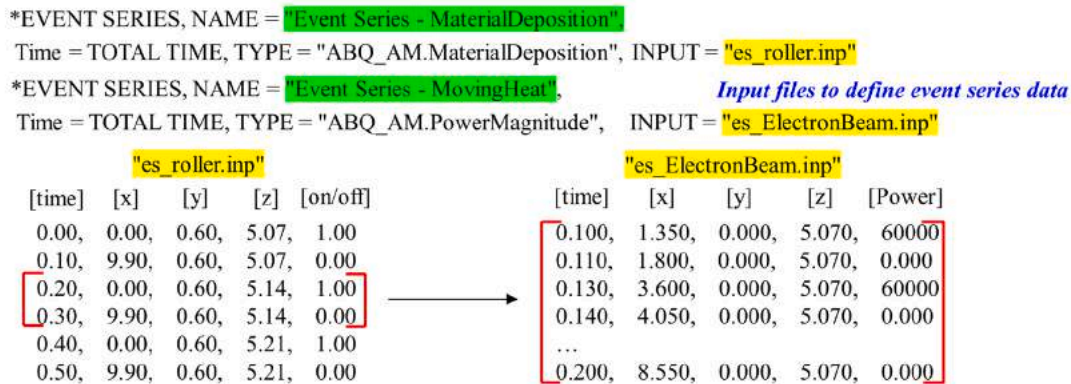 *EVENT SERIES, NAME = "Event Series - MaterialDeposition",
Time = TOTAL TIME, TYPE = "ABQ_AM.MaterialDeposition", INPUT = "es_roller.inp"
*EVENT SERIES, NAME = "Event Series - MovingHeat", Input files to define event series data
Time = TOTAL TIME, TYPE = "ABQ_AM.PowerMagnitude", INPUT = "es_ElectronBeam.inp"
"es_roller.inp"
[time] [x] [y] [z] [on/off]
0.00, 0.00, 0.60, 5.07, 1.00
0.10, 9.90, 0.60, 5.07, 0.00
0.20, 0.00, 0.60, 5.14, 1.00
0.30, 9.90, 0.60, 5.14, 0.00
0.40, 0.00, 0.60, 5.21, 1.00
0.50, 9.90, 0.60, 5.21, 0.00
"es_ElectronBeam.inp"
[time] [x] [y] [z] [Power]
0.100, 1.350, 0.000, 5.070, 60000
0.110, 1.800, 0.000, 5.070, 0.000
0.130, 3.600, 0.000, 5.070, 60000
0.140, 4.050, 0.000, 5.070, 0.000
...
0.200, 8.550, 0.000, 5.070, 0.000